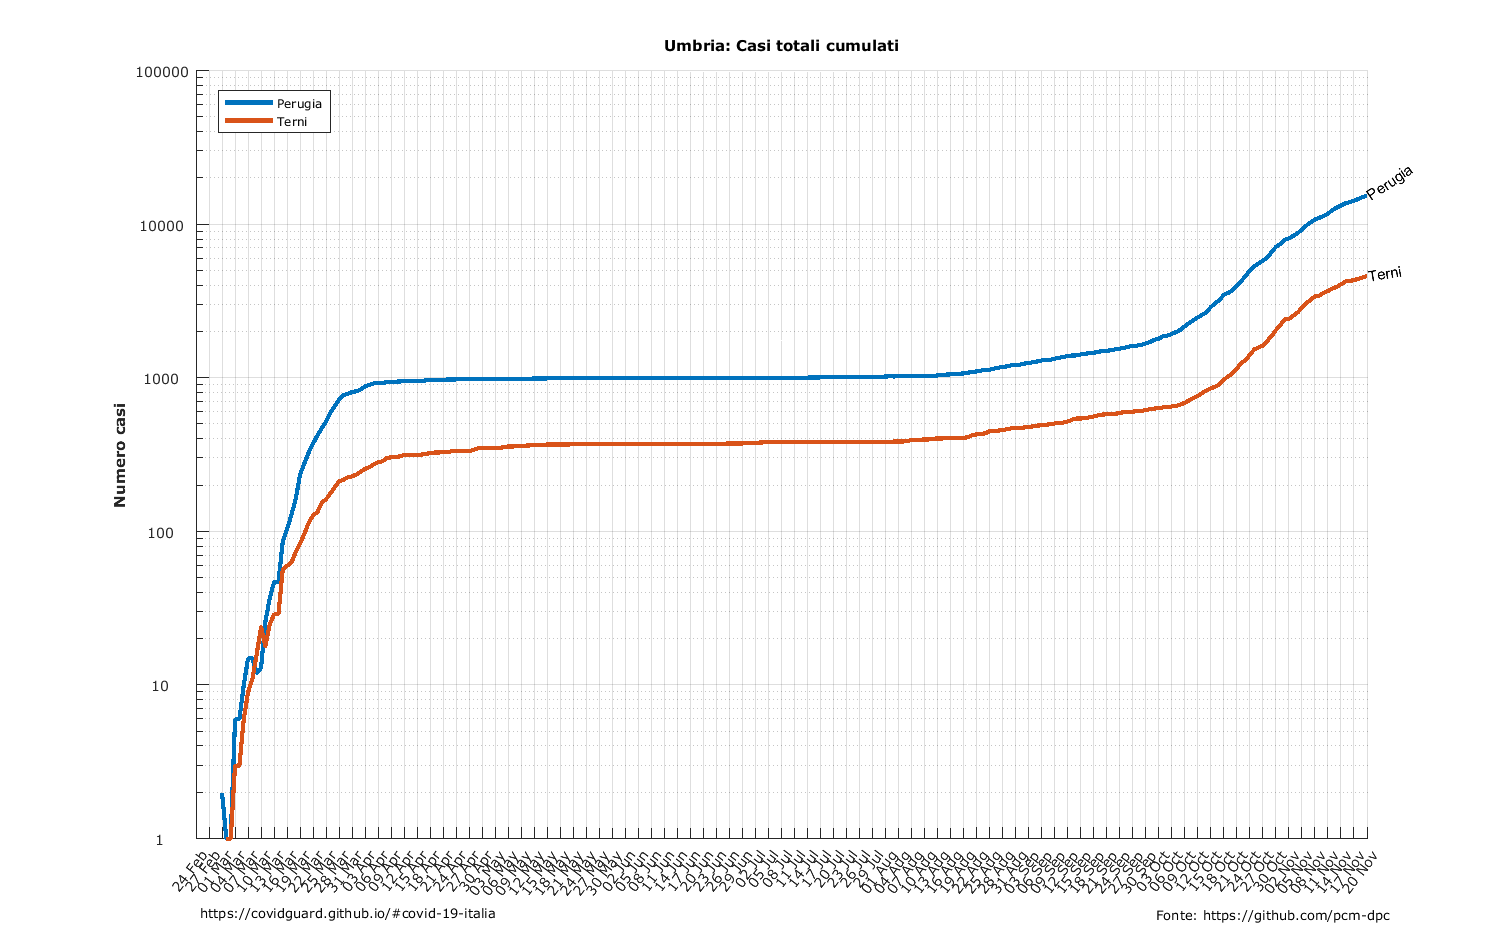 Umbria: Casi totali cumulati
100000
10000
1000
100
10
1
Numero casi
Perugia
Terni
Perugia
Terni
24 Feb
27 Feb
01 Mar
04 Mar
07 Mar
10 Mar
13 Mar
16 Mar
19 Mar
22 Mar
25 Mar
28 Mar
31 Mar
03 Apr
06 Apr
09 Apr
12 Apr
15 Apr
18 Apr
21 Apr
24 Apr
27 Apr
30 Apr
03 May
06 May
09 May
12 May
15 May
18 May
21 May
24 May
27 May
30 May
02 Jun
05 Jun
08 Jun
11 Jun
14 Jun
17 Jun
20 Jun
23 Jun
26 Jun
29 Jun
02 Jul
05 Jul
08 Jul
11 Jul
14 Jul
17 Jul
20 Jul
23 Jul
26 Jul
29 Jul
01 Aug
04 Aug
07 Aug
10 Aug
13 Aug
16 Aug
19 Aug
22 Aug
25 Aug
28 Aug
31 Aug
03 Sep
06 Sep
09 Sep
12 Sep
15 Sep
18 Sep
21 Sep
24 Sep
27 Sep
30 Sep
03 Oct
06 Oct
09 Oct
12 Oct
15 Oct
18 Oct
21 Oct
24 Oct
27 Oct
30 Oct
02 Nov
05 Nov
08 Nov
11 Nov
14 Nov
17 Nov
20 Nov
https://covidguard.github.io/#covid-19-italia
Fonte: https://github.com/pcm-dpc